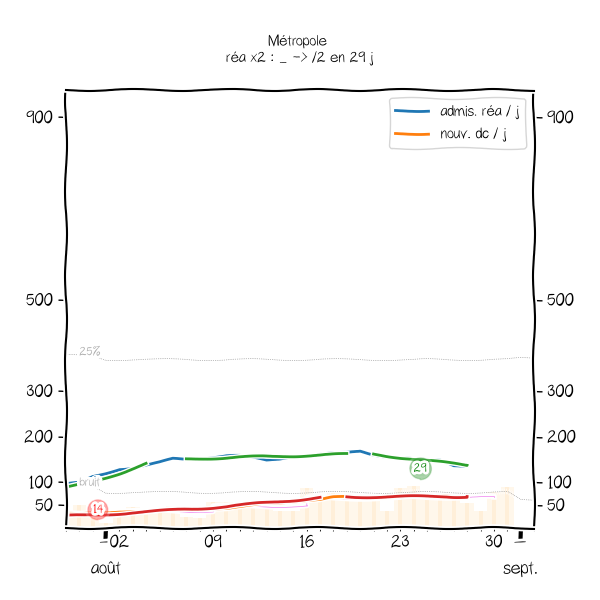 Métropole
réa x2 : _ -> /2 en 29 j
admis. réa / j
nouv. dc / j
900
900
500
500
25%
300
300
200
200
29
100
bruit
100
50
14
50
02
09
16
23
30
août
sept.